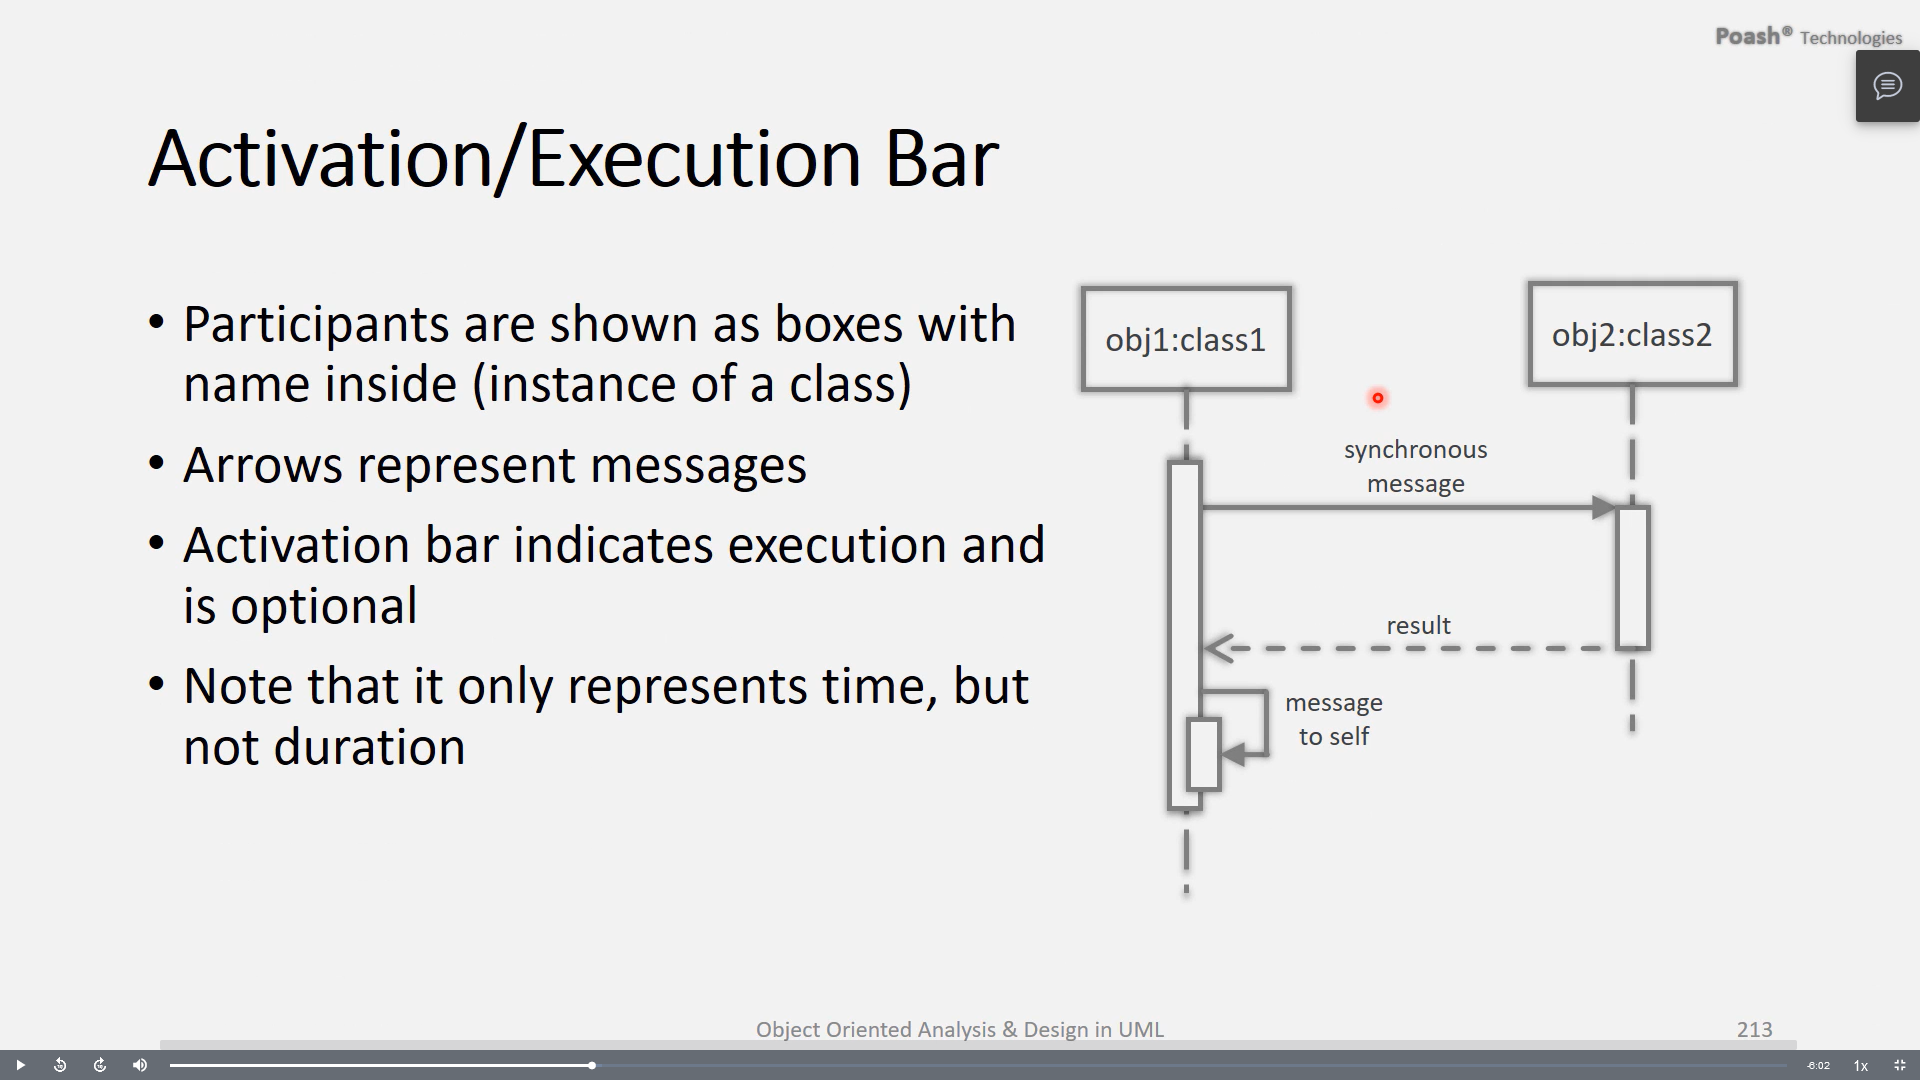 Poash® Technologies
Activation/Execution Bar
• Participants are shown as boxes with
name inside (instance of a class)
• Arrows represent messages
• Activation bar indicates execution and
is optional
• Note that it only represents time, but
not duration
obj1:class1
obj2:class2
synchronous
message
result
message
to self
Object Oriented Analysis & Design in UML
213
-6:02
1x